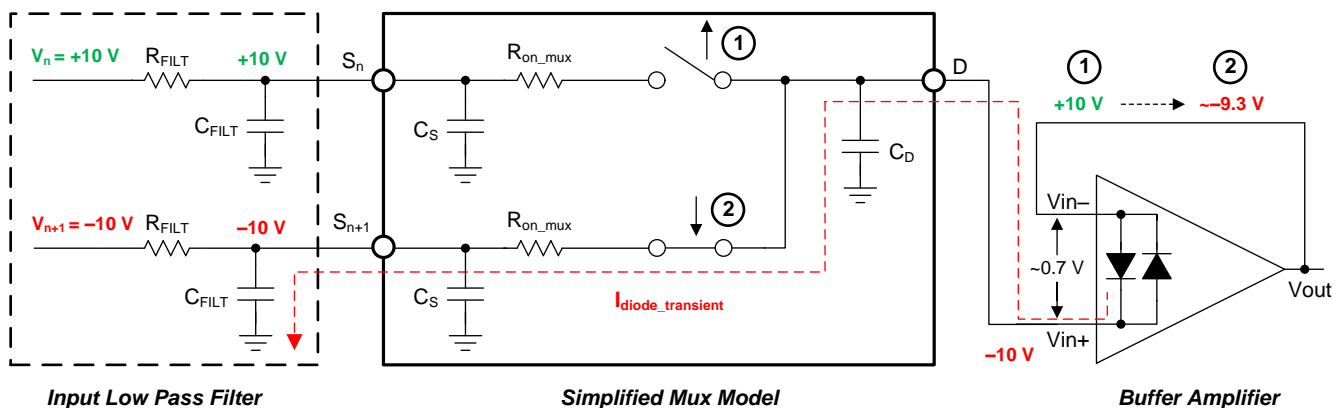 Vn = +10 V
RFILT
+10 V
Sn
Ron_mux
1
D
1
2
+10 V
~–9.3 V
CFILT
CS
CD
Vn+1 = –10 V
RFILT
–10 V
Sn+1
Ron_mux
2
Vin–
~0.7 V
Vout
CFILT
CS
Idiode_transient
Vin+
–10 V
Input Low Pass Filter
Simplified Mux Model
Buffer Amplifier